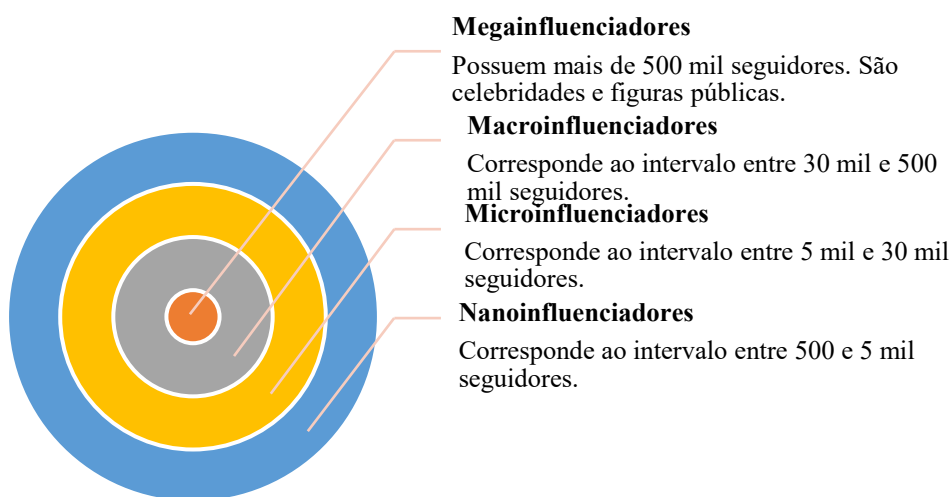 Megainfluenciadores
Possuem mais de 500 mil seguidores. São
celebridades e figuras públicas.
Macroinfluenciadores
Corresponde ao intervalo entre 30 mil e 500
mil seguidores.
Microinfluenciadores
Corresponde ao intervalo entre 5 mil e 30 mil
seguidores.
Nanoinfluenciadores
Corresponde ao intervalo entre 500 e 5 mil
seguidores.